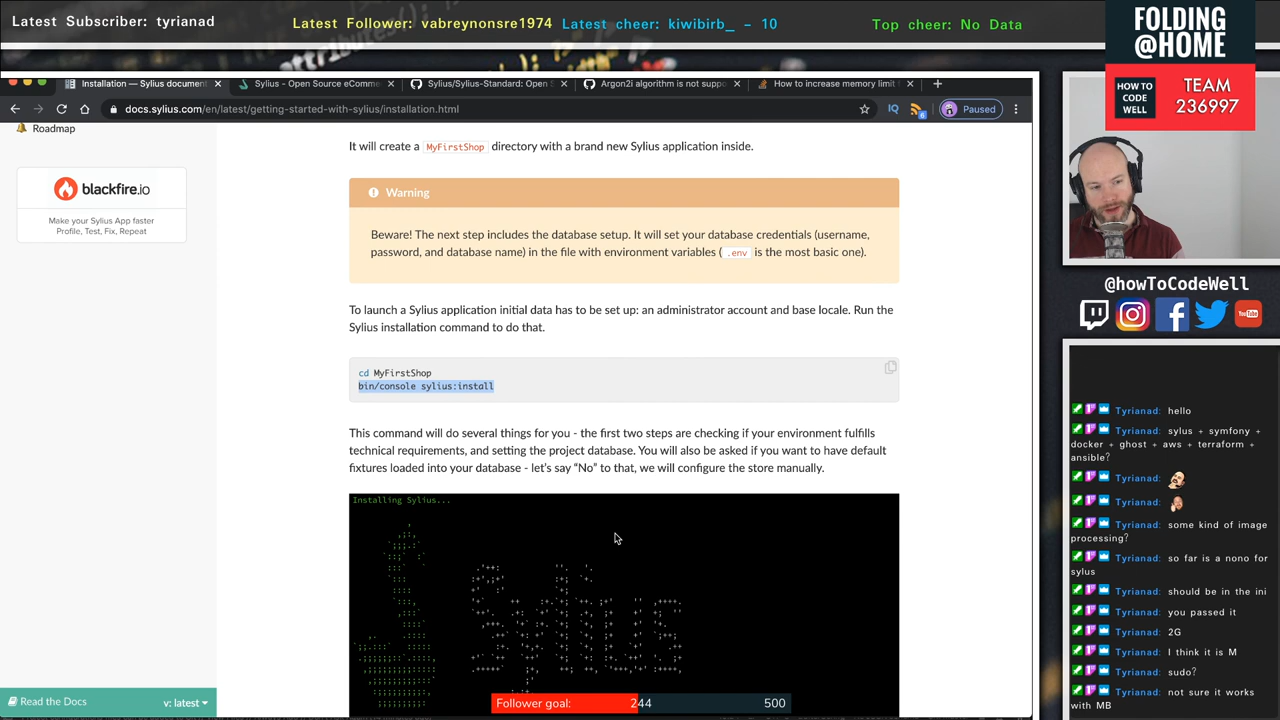 Latest Subscriber: tyrianad
Latest Follower: vabreynonsre1974
Latest cheer: kiwibirb_ - 10
Top cheer: No Data
FOLDING
@HOME
HOW TO
CODE
WELL
TEAM
236997
Installation — Sylius document
Sylius - Open Source eComme
Sylius/Sylius-Standard: Open S
Argon2i algorithm is not suppo
How to increase memory limit
docs.sylius.com/en/latest/getting-started-with-sylius/installation.html
IQ
6
Paused
Roadmap
blackfire.io
Make your Sylius App faster
Profile, Test, Fix, Repeat
It will create a MyFirstShop directory with a brand new Sylius application inside.
Warning
Beware! The next step includes the database setup. It will set your database credentials (username,
password, and database name) in the file with environment variables ( .env is the most basic one).
To launch a Sylius application initial data has to be set up: an administrator account and base locale. Run the
Sylius installation command to do that.
cd MyFirstShop
bin/console sylius:install
This command will do several things for you - the first two steps are checking if your environment fulfills
technical requirements, and setting the project database. You will also be asked if you want to have default
fixtures loaded into your database - let's say “No” to that, we will configure the store manually.
Installing Sylius...
Read the Docs
v: latest
Follower goal:
244
500
@howToCodeWell
You
Tube
Tyrianad: hello
Tyrianad: sylus + symfony +
docker + ghost + aws + terraform +
ansible?
Tyrianad:
Tyrianad:
Tyrianad: some kind of image
processing?
Tyrianad: so far is a nono for
sylus
Tyrianad: should be in the ini
Tyrianad: you passed it
Tyrianad: 2G
Tyrianad: I think it is M
Tyrianad: sudo?
Tyrianad: not sure it works
with MB